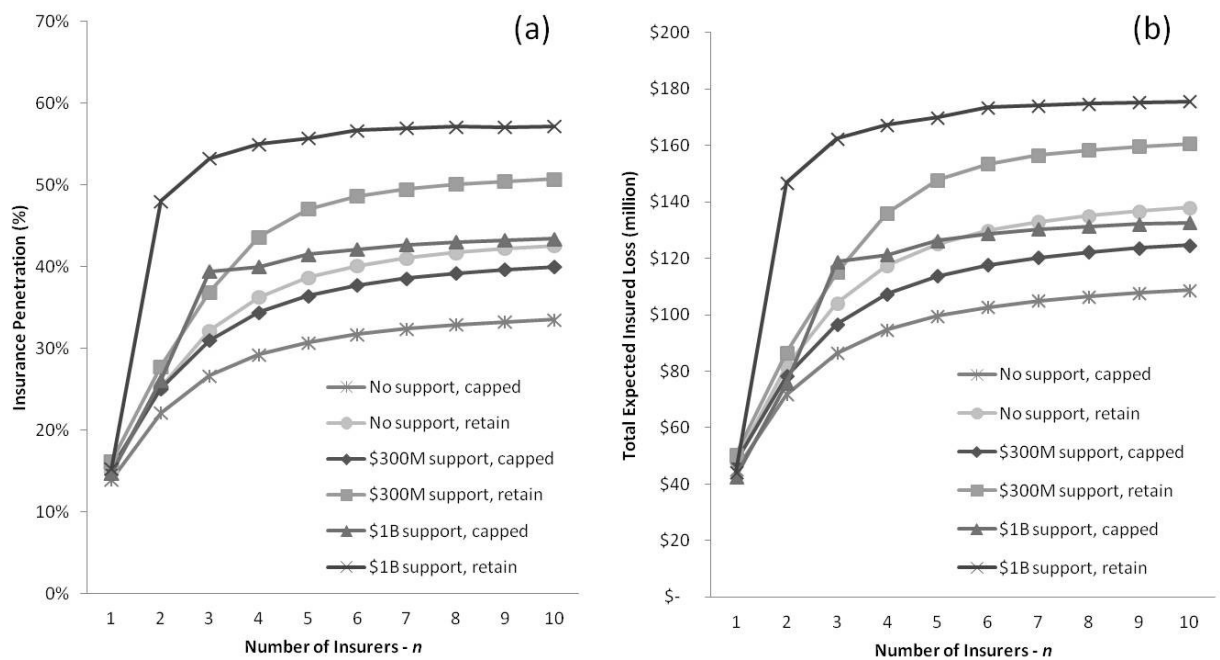 (a)
70%
60%
50%
40%
30%
20%
10%
0%
Insurance Penetration (%)
No support, capped
No support, retain
$300M support, capped
$300M support, retain
$1B support, capped
$1B support, retain
1 2 3 4 5 6 7 8 9 10
Number of Insurers - n
(b)
$200
$180
$160
$140
$120
$100
$80
$60
$40
$20
$-
Total Expected Insured Loss (million)
No support, capped
No support, retain
$300M support, capped
$300M support, retain
$1B support, capped
$1B support, retain
1 2 3 4 5 6 7 8 9 10
Number of Insurers - n